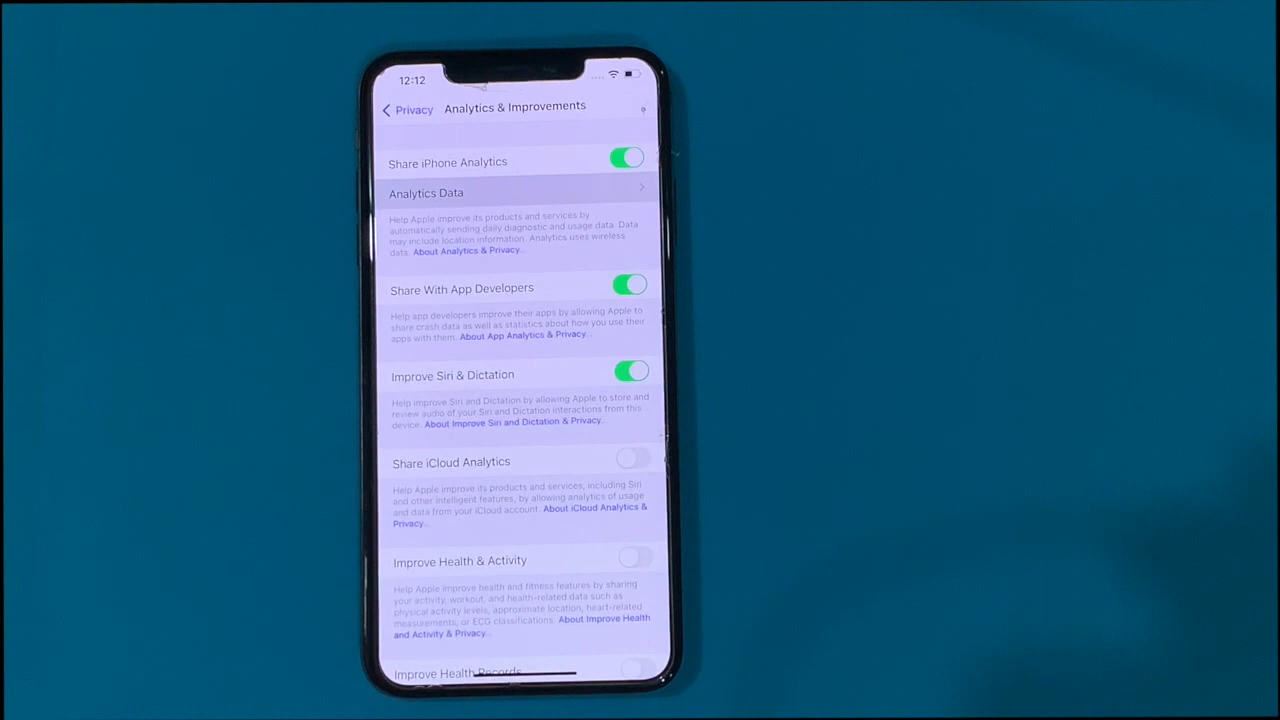 12:12
Privacy
Analytics & Improvements
Share iPhone Analytics
Analytics Data
Help Apple improve its products and services by
automatically sending daily diagnostic and usage data. Data
may include location information. Analytics uses wireless
data. About Analytics & Privacy...
Share With App Developers
Help app developers improve their apps by allowing Apple to
share crash data as well as statistics about how you use their
apps with them. About App Analytics & Privacy...
Improve Siri & Dictation
Help improve Siri and Dictation by allowing Apple to store and
review audio of your Siri and Dictation interactions from this
device. About Improve Siri and Dictation & Privacy...
Share iCloud Analytics
Help Apple improve its products and services, including Siri
and other intelligent features, by allowing analytics of usage
and data from your iCloud account. About iCloud Analytics &
Privacy...
Improve Health & Activity
Help Apple improve health and fitness features by sharing
your activity, workout, and health-related data such as
physical activity levels, approximate location, heart-related
measurements, or ECG classifications. About Improve Health
and Activity & Privacy...
Improve Health Records